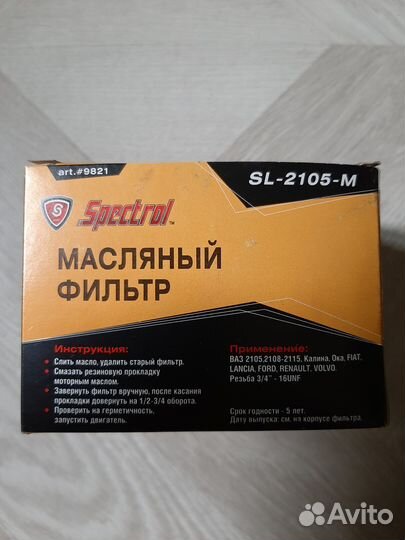 art.#9821
SL-2105-M
S
Spectrol™
МАСЛЯНЫЙ
ФИЛЬТР
Инструкция:
Слить масло, удалить старый фильтр.
Смазать резиновую прокладку
моторным маслом.
Завернуть фильтр вручную, после касания
прокладки довернуть на 1/2-3/4 оборота.
Проверить на герметичность,
запустить двигатель.
Применение:
ВАЗ 2105,2108-2115, Калина, Ока, FIAT,
LANCIA, FORD, RENAULT, VOLVO.
Резьба 3/4" - 16UNF
Срок годности - 5 лет.
Дату выпуска: см. на корпусе фильтра.
Avito